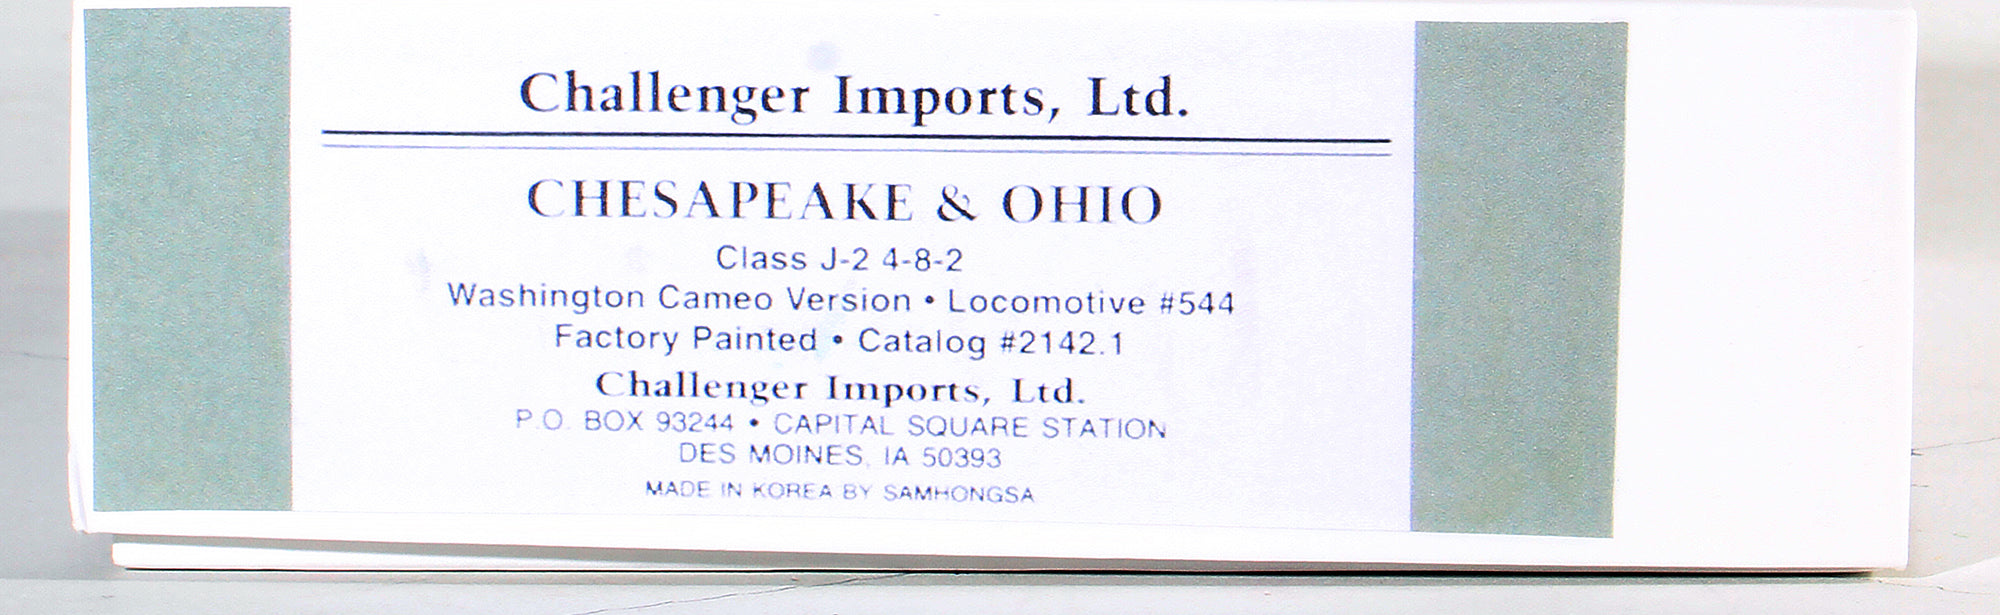 Challenger Imports, Ltd.
CHESAPEAKE & OHIO
Class J-2 4-8-2
Washington Cameo Version • Locomotive #544
Factory Painted • Catalog #2142.1
Challenger Imports, Ltd.
P.O. BOX 93244 • CAPITAL SQUARE STATION
DES MOINES, IA 50393
MADE IN KOREA BY SAMHONGSA